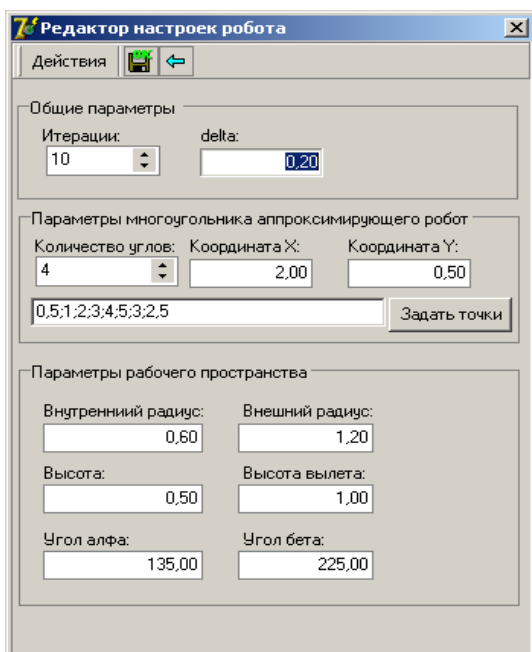 Редактор настроек робота
Действия
Общие параметры
Итерации: delta:
10 0,20
Параметры многоугольника аппроксимирующего робот
Количество углов: Координата X: Координата Y:
4 2,00 0,50
0,5;1;2;3;4;5;3;2,5 Задать точки
Параметры рабочего пространства
Внутренниий радиус: Внешний радиус:
0,60 1,20
Высота: Высота вылета:
0,50 1,00
Угол алфа: Угол бета:
135,00 225,00